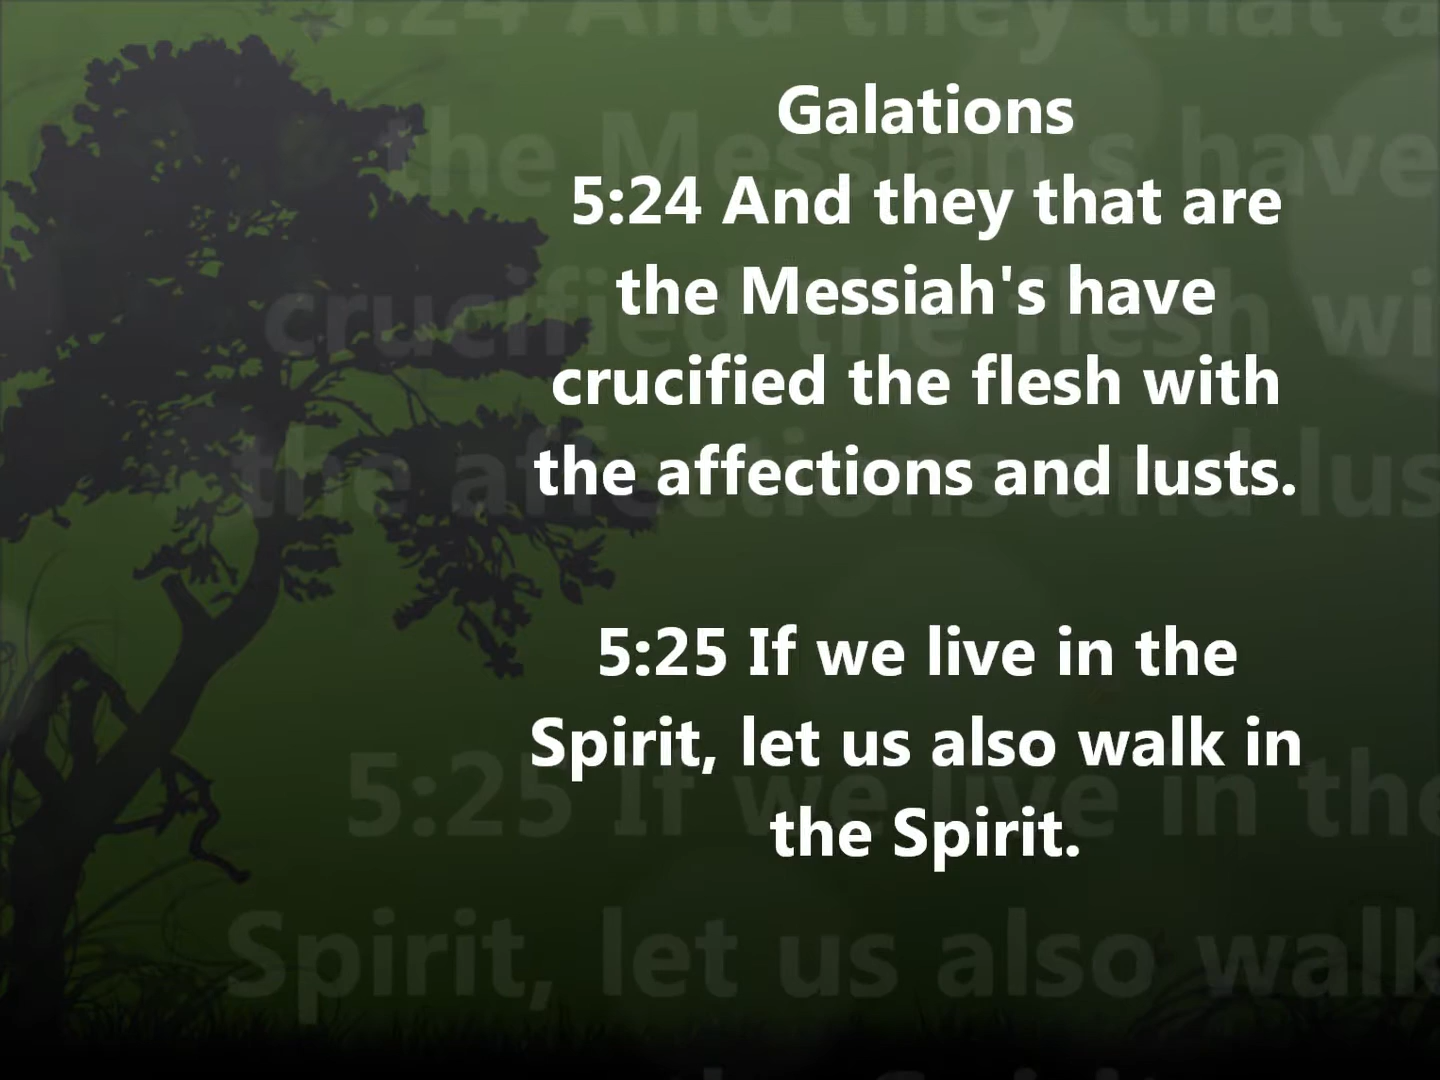 Galations
5:24 And they that are
the Messiah's have
crucified the flesh with
the affections and lusts.
5:25 If we live in the
Spirit, let us also walk in
the Spirit.